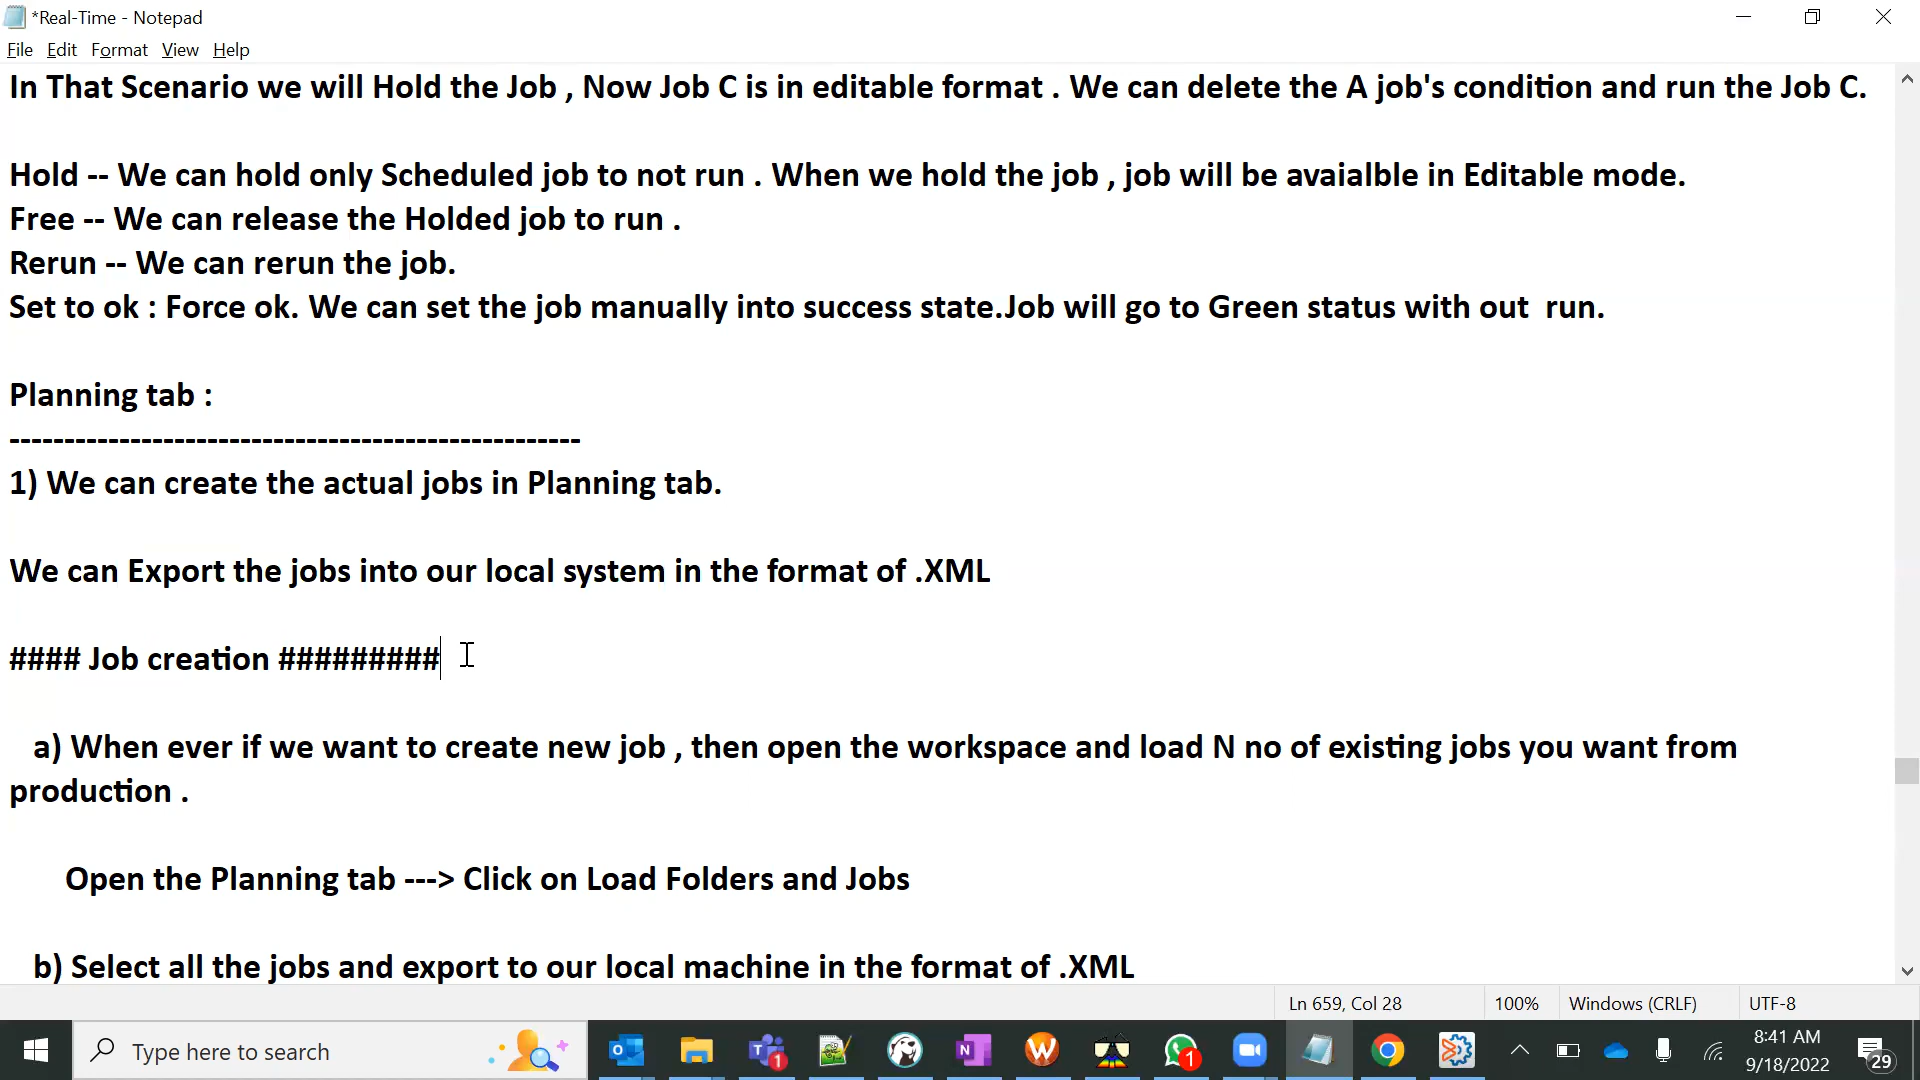 *Real-Time - Notepad
File Edit Format View Help
In That Scenario we will Hold the Job , Now Job C is in editable format . We can delete the A job's condition and run the Job C.
Hold -- We can hold only Scheduled job to not run . When we hold the job , job will be avaialble in Editable mode.
Free -- We can release the Holded job to run .
Rerun -- We can rerun the job.
Set to ok : Force ok. We can set the job manually into success state.Job will go to Green status with out  run.
Planning tab :
----------------------------------------------------
1) We can create the actual jobs in Planning tab.
We can Export the jobs into our local system in the format of .XML
#### Job creation #########
a) When ever if we want to create new job , then open the workspace and load N no of existing jobs you want from
production .
Open the Planning tab ---> Click on Load Folders and Jobs
b) Select all the jobs and export to our local machine in the format of .XML
Ln 659, Col 28 100% Windows (CRLF) UTF-8
Type here to search
8:41 AM
9/18/2022
1
1
29